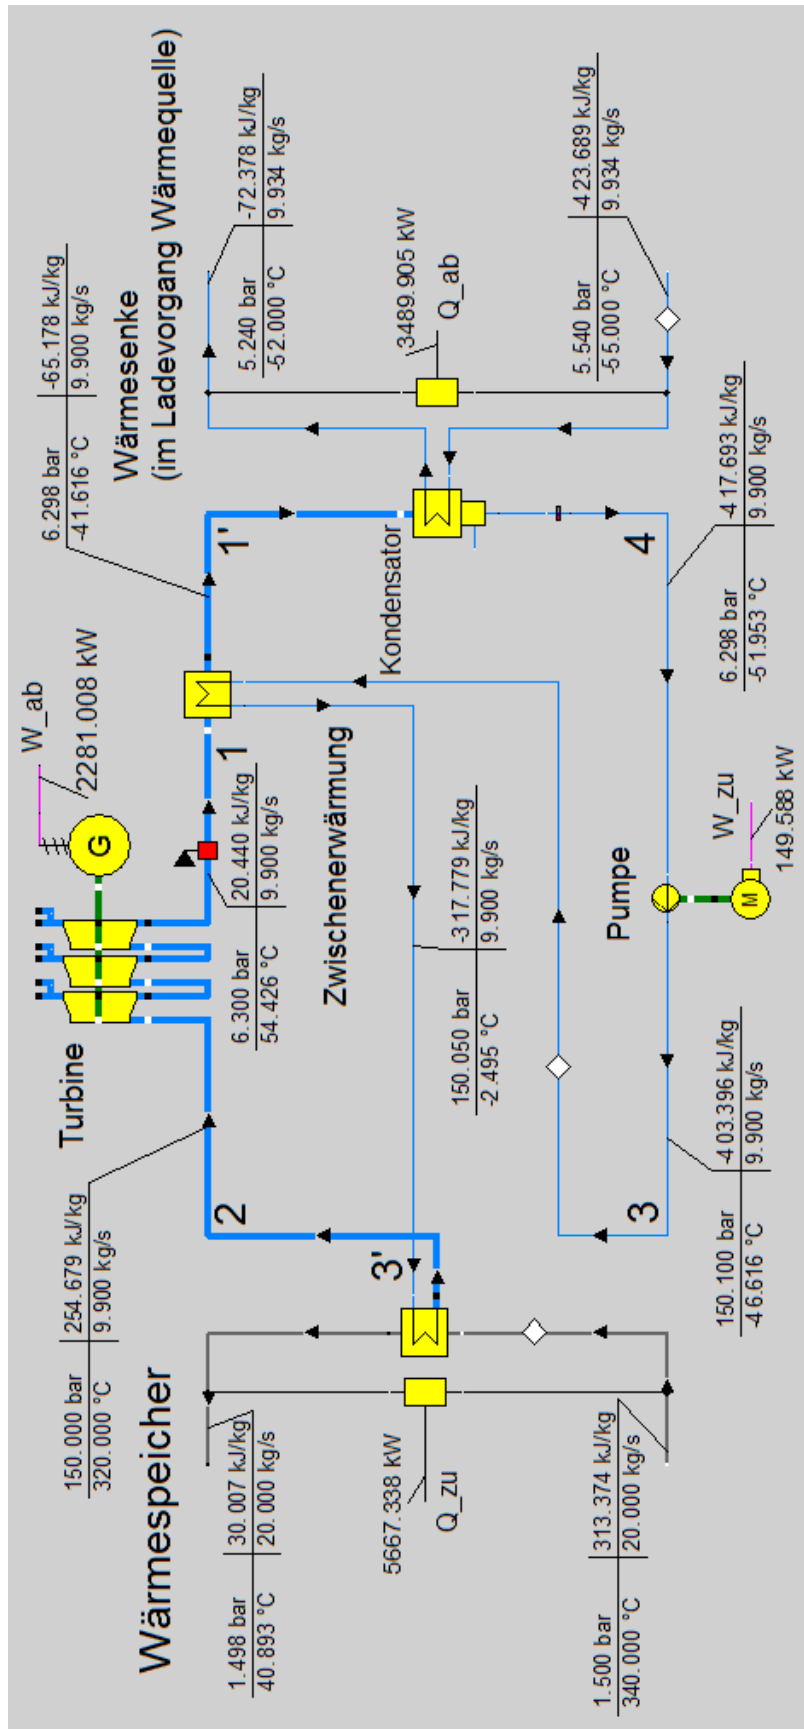 Wärmespeicher
Turbine
W_ab
2281.008 kW
G
Wärmesenke
(im Ladevorgang Wärmequelle)
150.000 bar 254.679 kJ/kg
320.000 °C 9.900 kg/s
6.300 bar 20.440 kJ/kg
54.426 °C 9.900 kg/s
6.298 bar -65.178 kJ/kg
-41.616 °C 9.900 kg/s
5.240 bar -72.378 kJ/kg
-52.000 °C 9.934 kg/s
2
1
1'
1.498 bar 30.007 kJ/kg
40.893 °C 20.000 kg/s
Zwischenerwärmung
Kondensator
3489.905 kW
Q_ab
3'
5667.338 kW
Q_zu
150.050 bar -317.779 kJ/kg
-2.495 °C 9.900 kg/s
5.540 bar -423.689 kJ/kg
-55.000 °C 9.934 kg/s
1.500 bar 313.374 kJ/kg
340.000 °C 20.000 kg/s
3
Pumpe
4
150.100 bar -403.396 kJ/kg
-46.616 °C 9.900 kg/s
M
W_zu
149.588 kW
6.298 bar -417.693 kJ/kg
-51.953 °C 9.900 kg/s